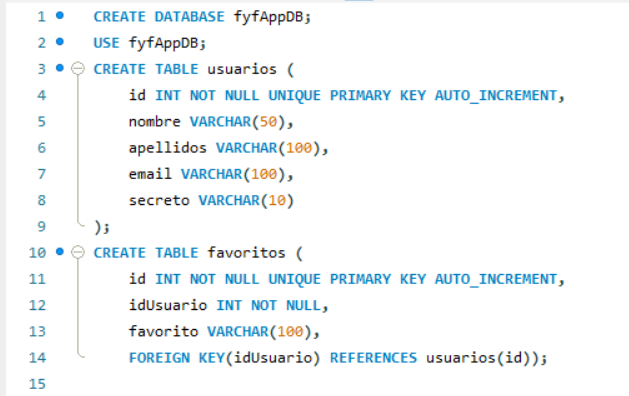 1 CREATE DATABASE fyfAppDB;
2 USE fyfAppDB;
3 CREATE TABLE usuarios (
4 id INT NOT NULL UNIQUE PRIMARY KEY AUTO_INCREMENT,
5 nombre VARCHAR(50),
6 apellidos VARCHAR(100),
7 email VARCHAR(100),
8 secreto VARCHAR(10)
9 );
10 CREATE TABLE favoritos (
11 id INT NOT NULL UNIQUE PRIMARY KEY AUTO_INCREMENT,
12 idUsuario INT NOT NULL,
13 favorito VARCHAR(100),
14 FOREIGN KEY(idUsuario) REFERENCES usuarios(id));
15